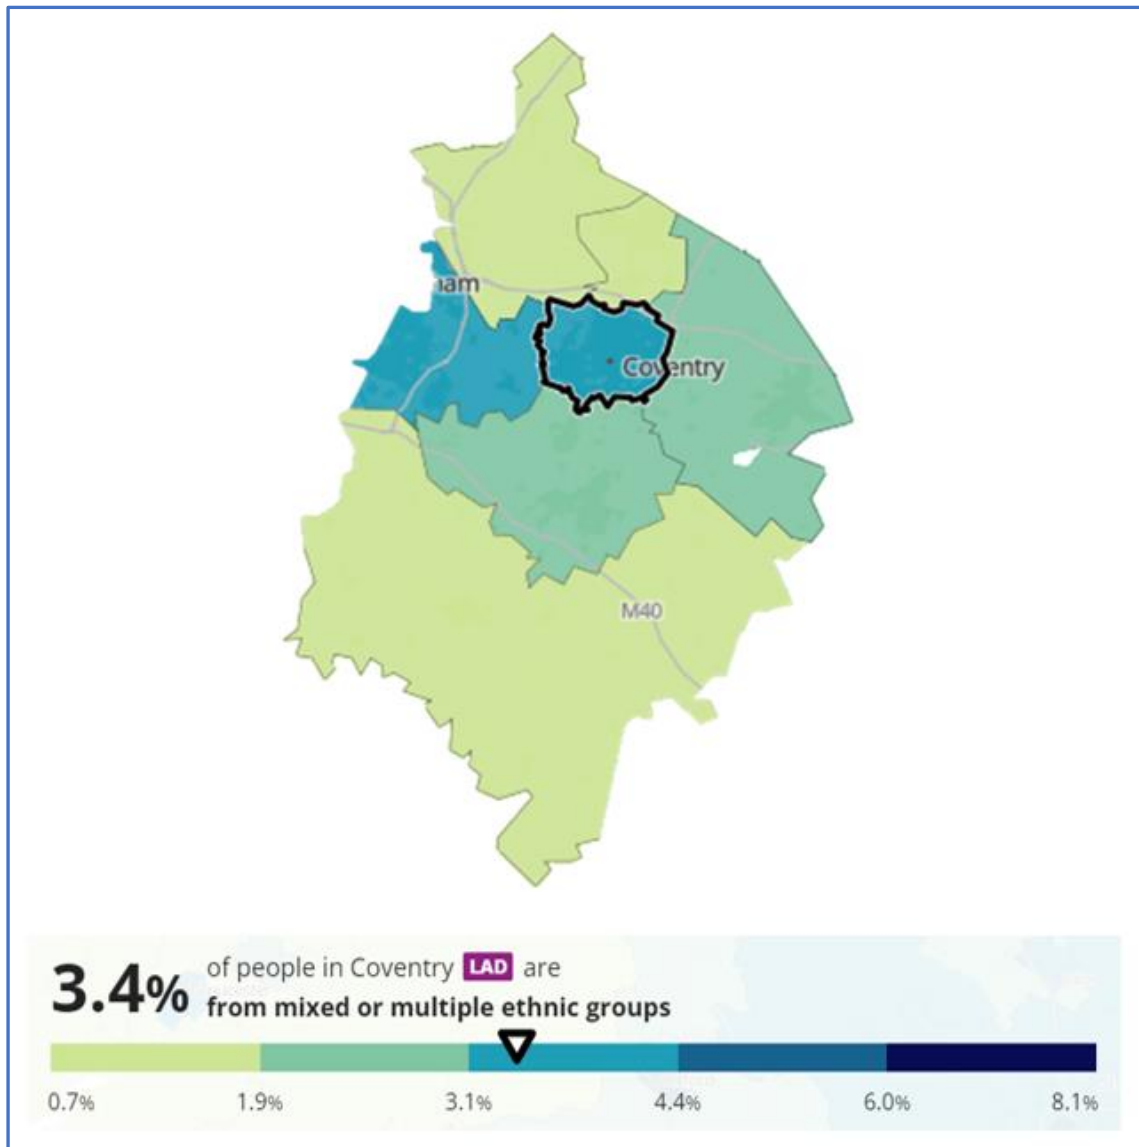 Coventry
M40
3.4% of people in Coventry LAD are
from mixed or multiple ethnic groups
0.7% 1.9% 3.1% 4.4% 6.0% 8.1%